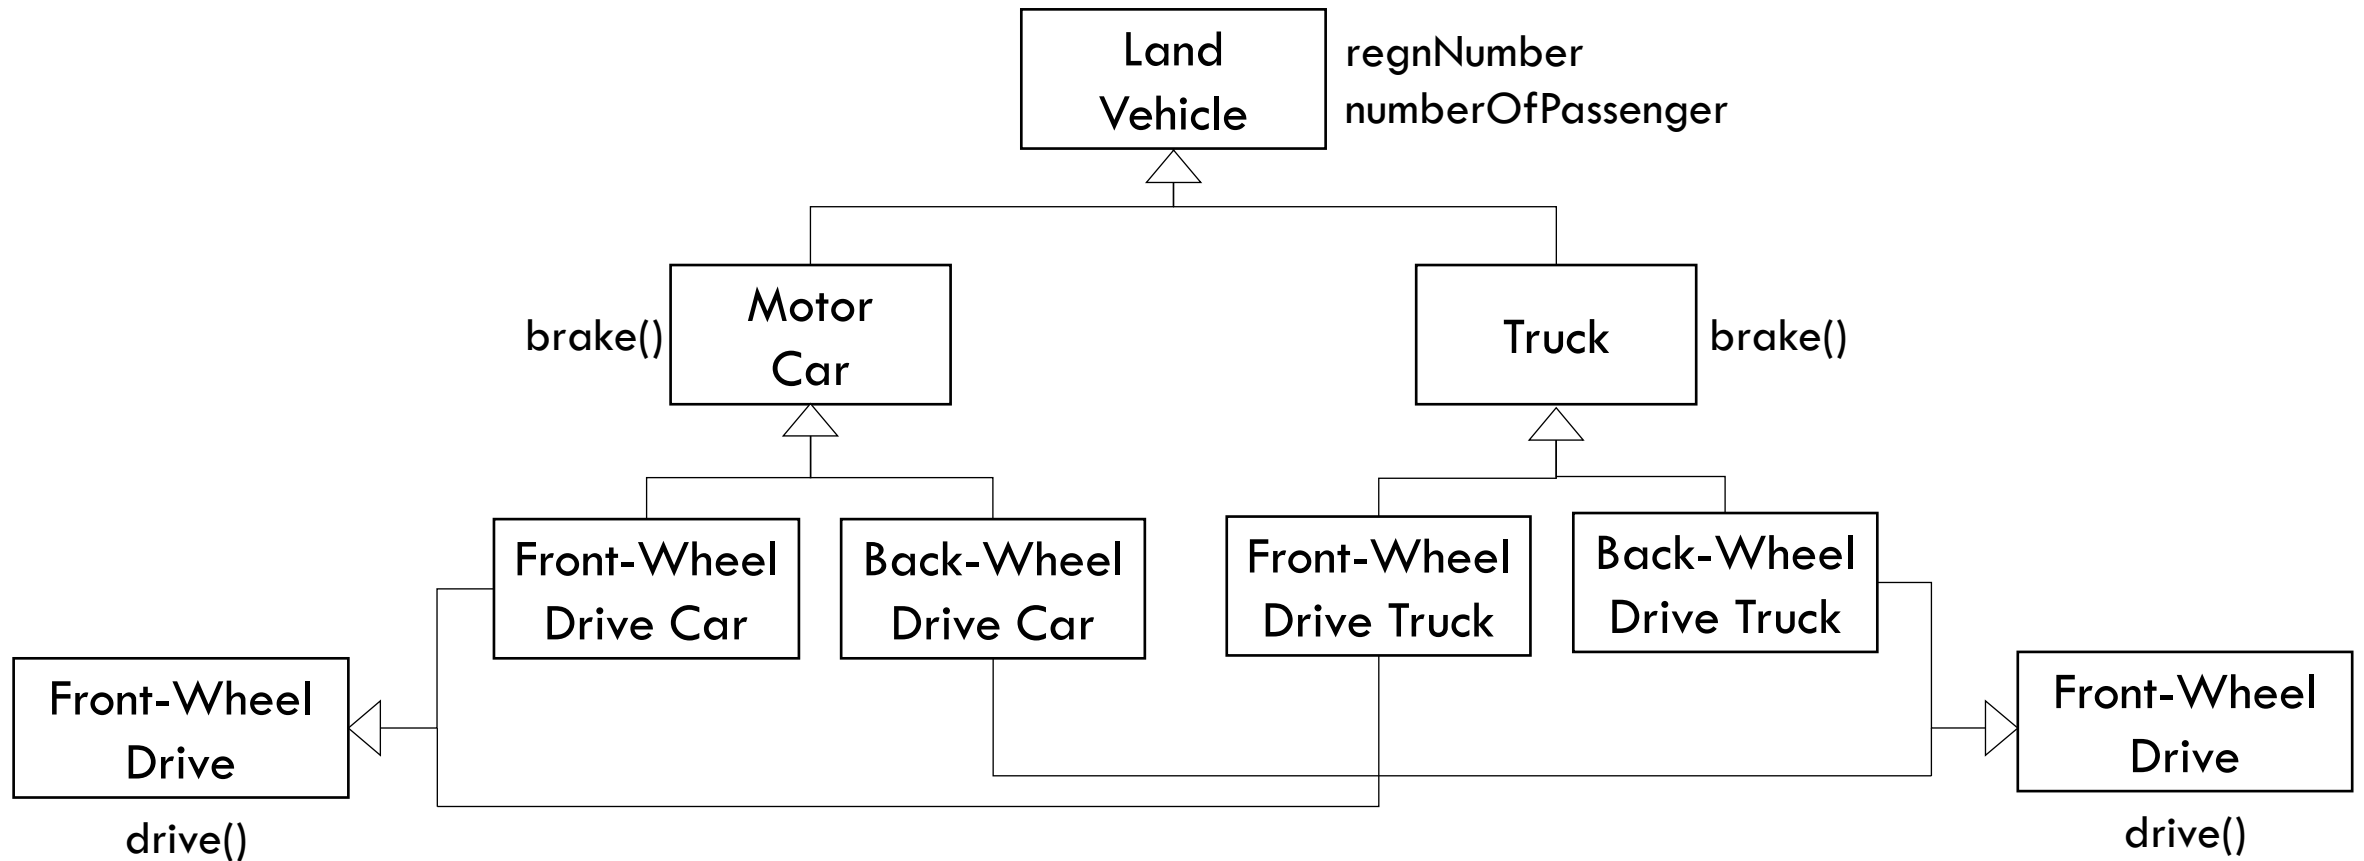 Land
Vehicle
regnNumber
numberOfPassenger
Motor
Car
brake()
Truck
brake()
Front-Wheel
Drive Car
Back-Wheel
Drive Car
Front-Wheel
Drive Truck
Back-Wheel
Drive Truck
Front-Wheel
Drive
drive()
Front-Wheel
Drive
drive()